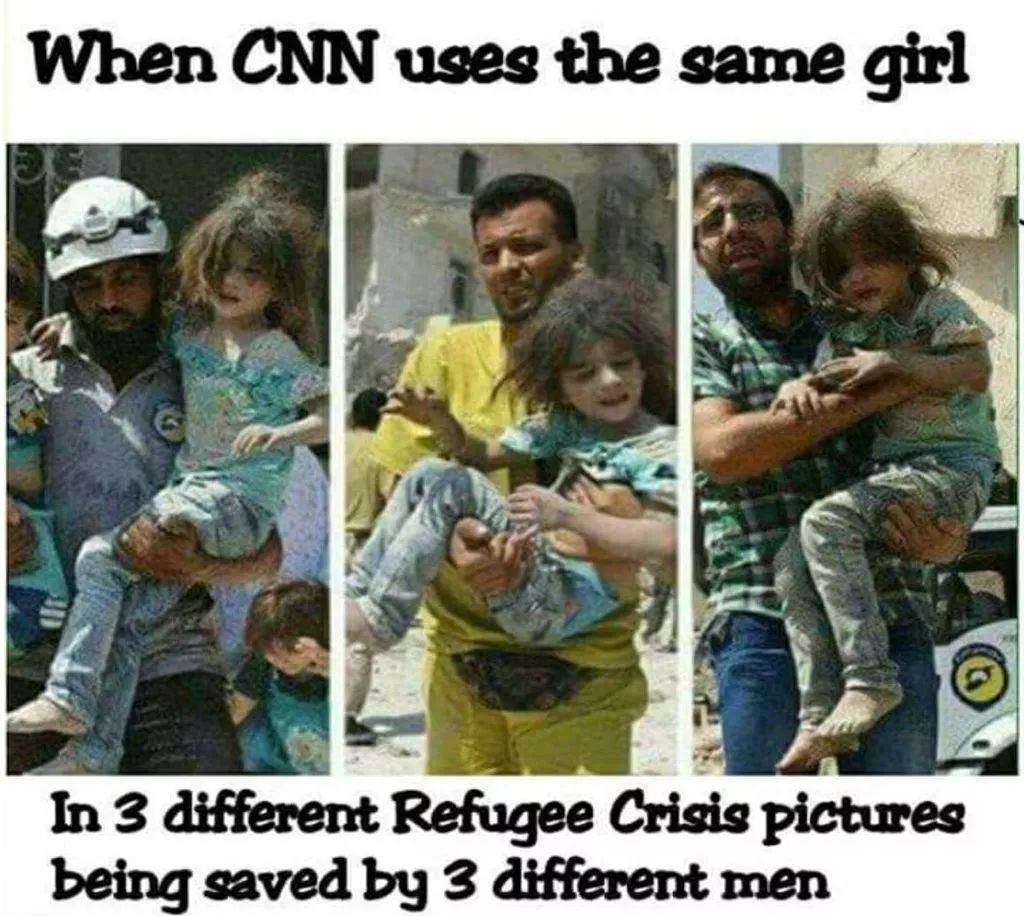 When CNN uses the same girl
In 3 different Refugee Crisis pictures
being saved by 3 different men